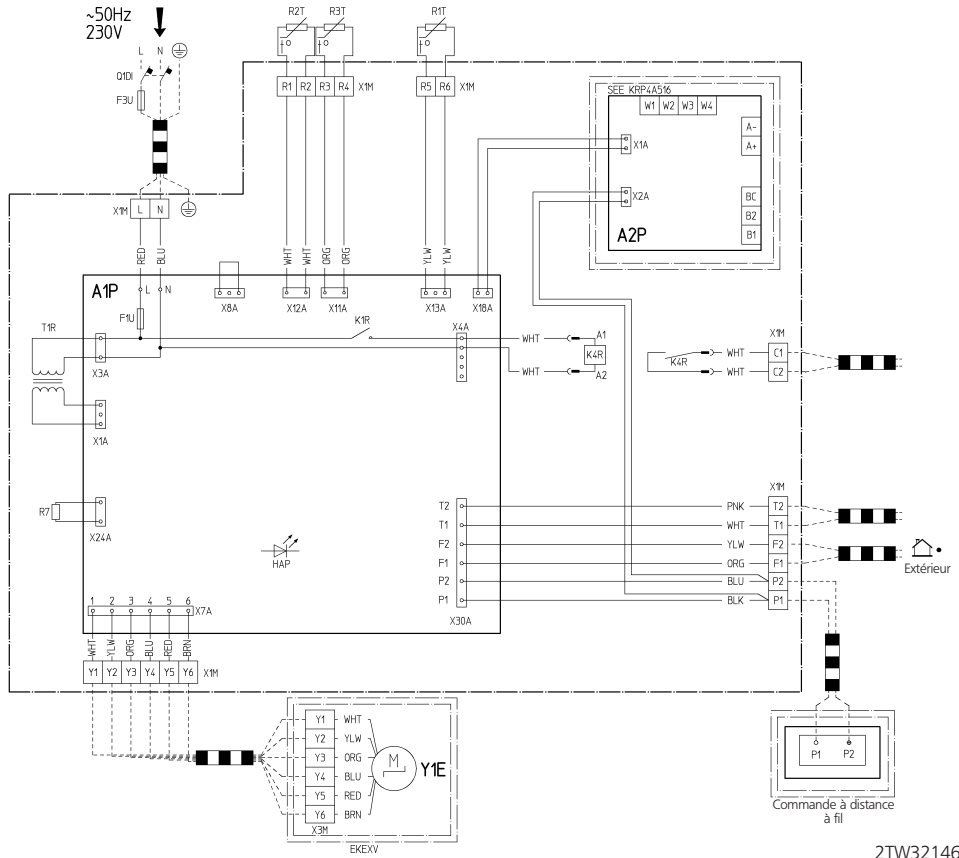 ~50Hz
230V
L N
Q1DI
F3U
R2T R3T R1T
R1 R2 R3 R4 X1M
R5 R6 X1M
SEE KRP4A516
W1 W2 W3 W4
A-
A+
X1A
X2A
BC
B2
B1
A2P
X1M L N
RED BLU
WHT WHT ORG ORG
YLW YLW
A1P
L N
X8A X12A X11A X13A X18A
F1U
T1R
K1R
X4A
X3A
WHT A1
K4R
WHT A2
K4R
X1M
WHT C1
WHT C2
X1A
R7
X24A
HAP
X1M
T2 PNK T2
T1 WHT T1
F2 YLW F2
F1 ORG F1
P2 BLU P2
P1 BLK P1
X30A
Extérieur
1 2 3 4 5 6 X7A
WHT YLW ORG BLU RED BRN
Y1 Y2 Y3 Y4 Y5 Y6 X1M
Y1 WHT
Y2 YLW
Y3 ORG
Y4 BLU
Y5 RED
Y6 BRN
X3M
M
Y1E
EKEXV
P1 P2
Commande à distance
à fil
2TW32146